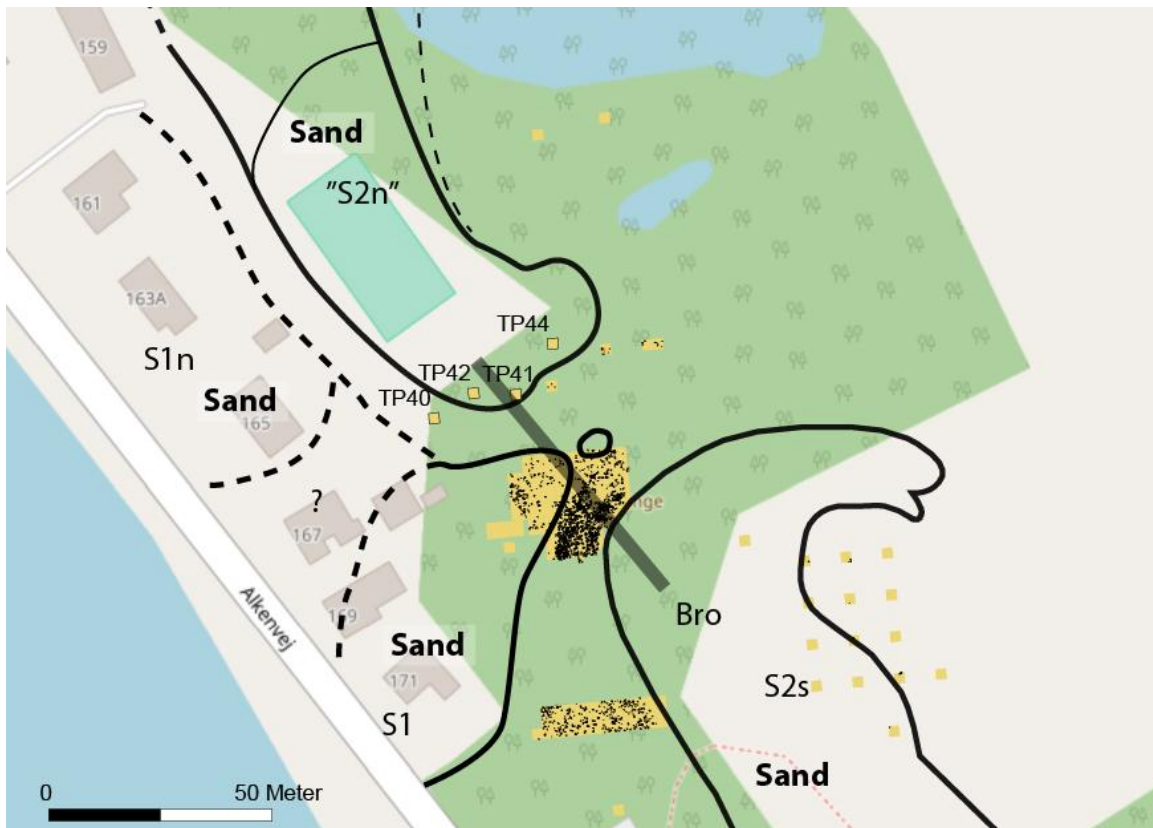 159
Sand
161
"S2n"
163A
TP44
S1n
TP42 TP41
Sand
TP40
165
?
nge
167
Bro
169
Alkenvej
Sand
171
S2s
S1
Sand
0 50 Meter